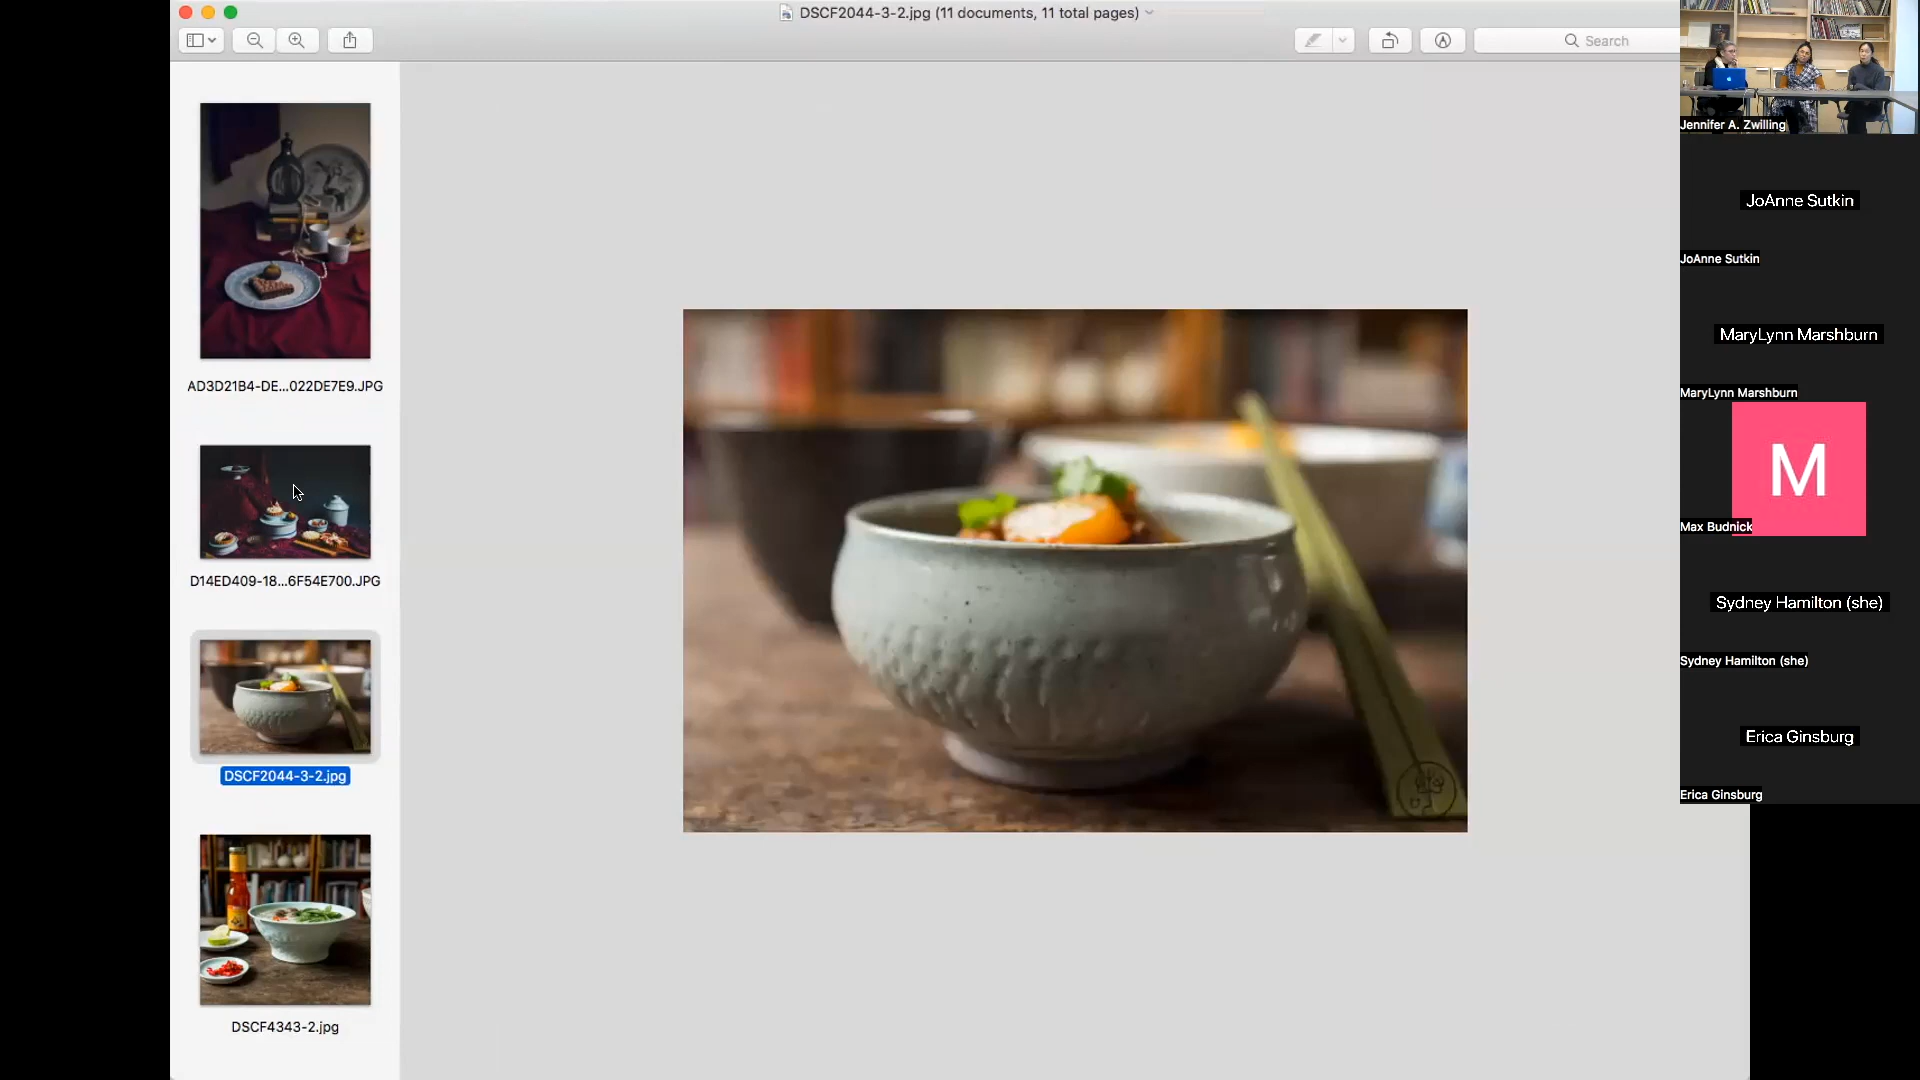 DSCF2044-3-2.jpg (11 documents, 11 total pages)
Search
AD3D21B4-DE...022DE7E9.JPG
D14ED409-18...6F54E700.JPG
DSCF2044-3-2.jpg
DSCF4343-2.jpg
Jennifer A. Zwilling
JoAnne Sutkin
JoAnne Sutkin
MaryLynn Marshburn
MaryLynn Marshburn
M
Max Budnick
Sydney Hamilton (she)
Sydney Hamilton (she)
Erica Ginsburg
Erica Ginsburg